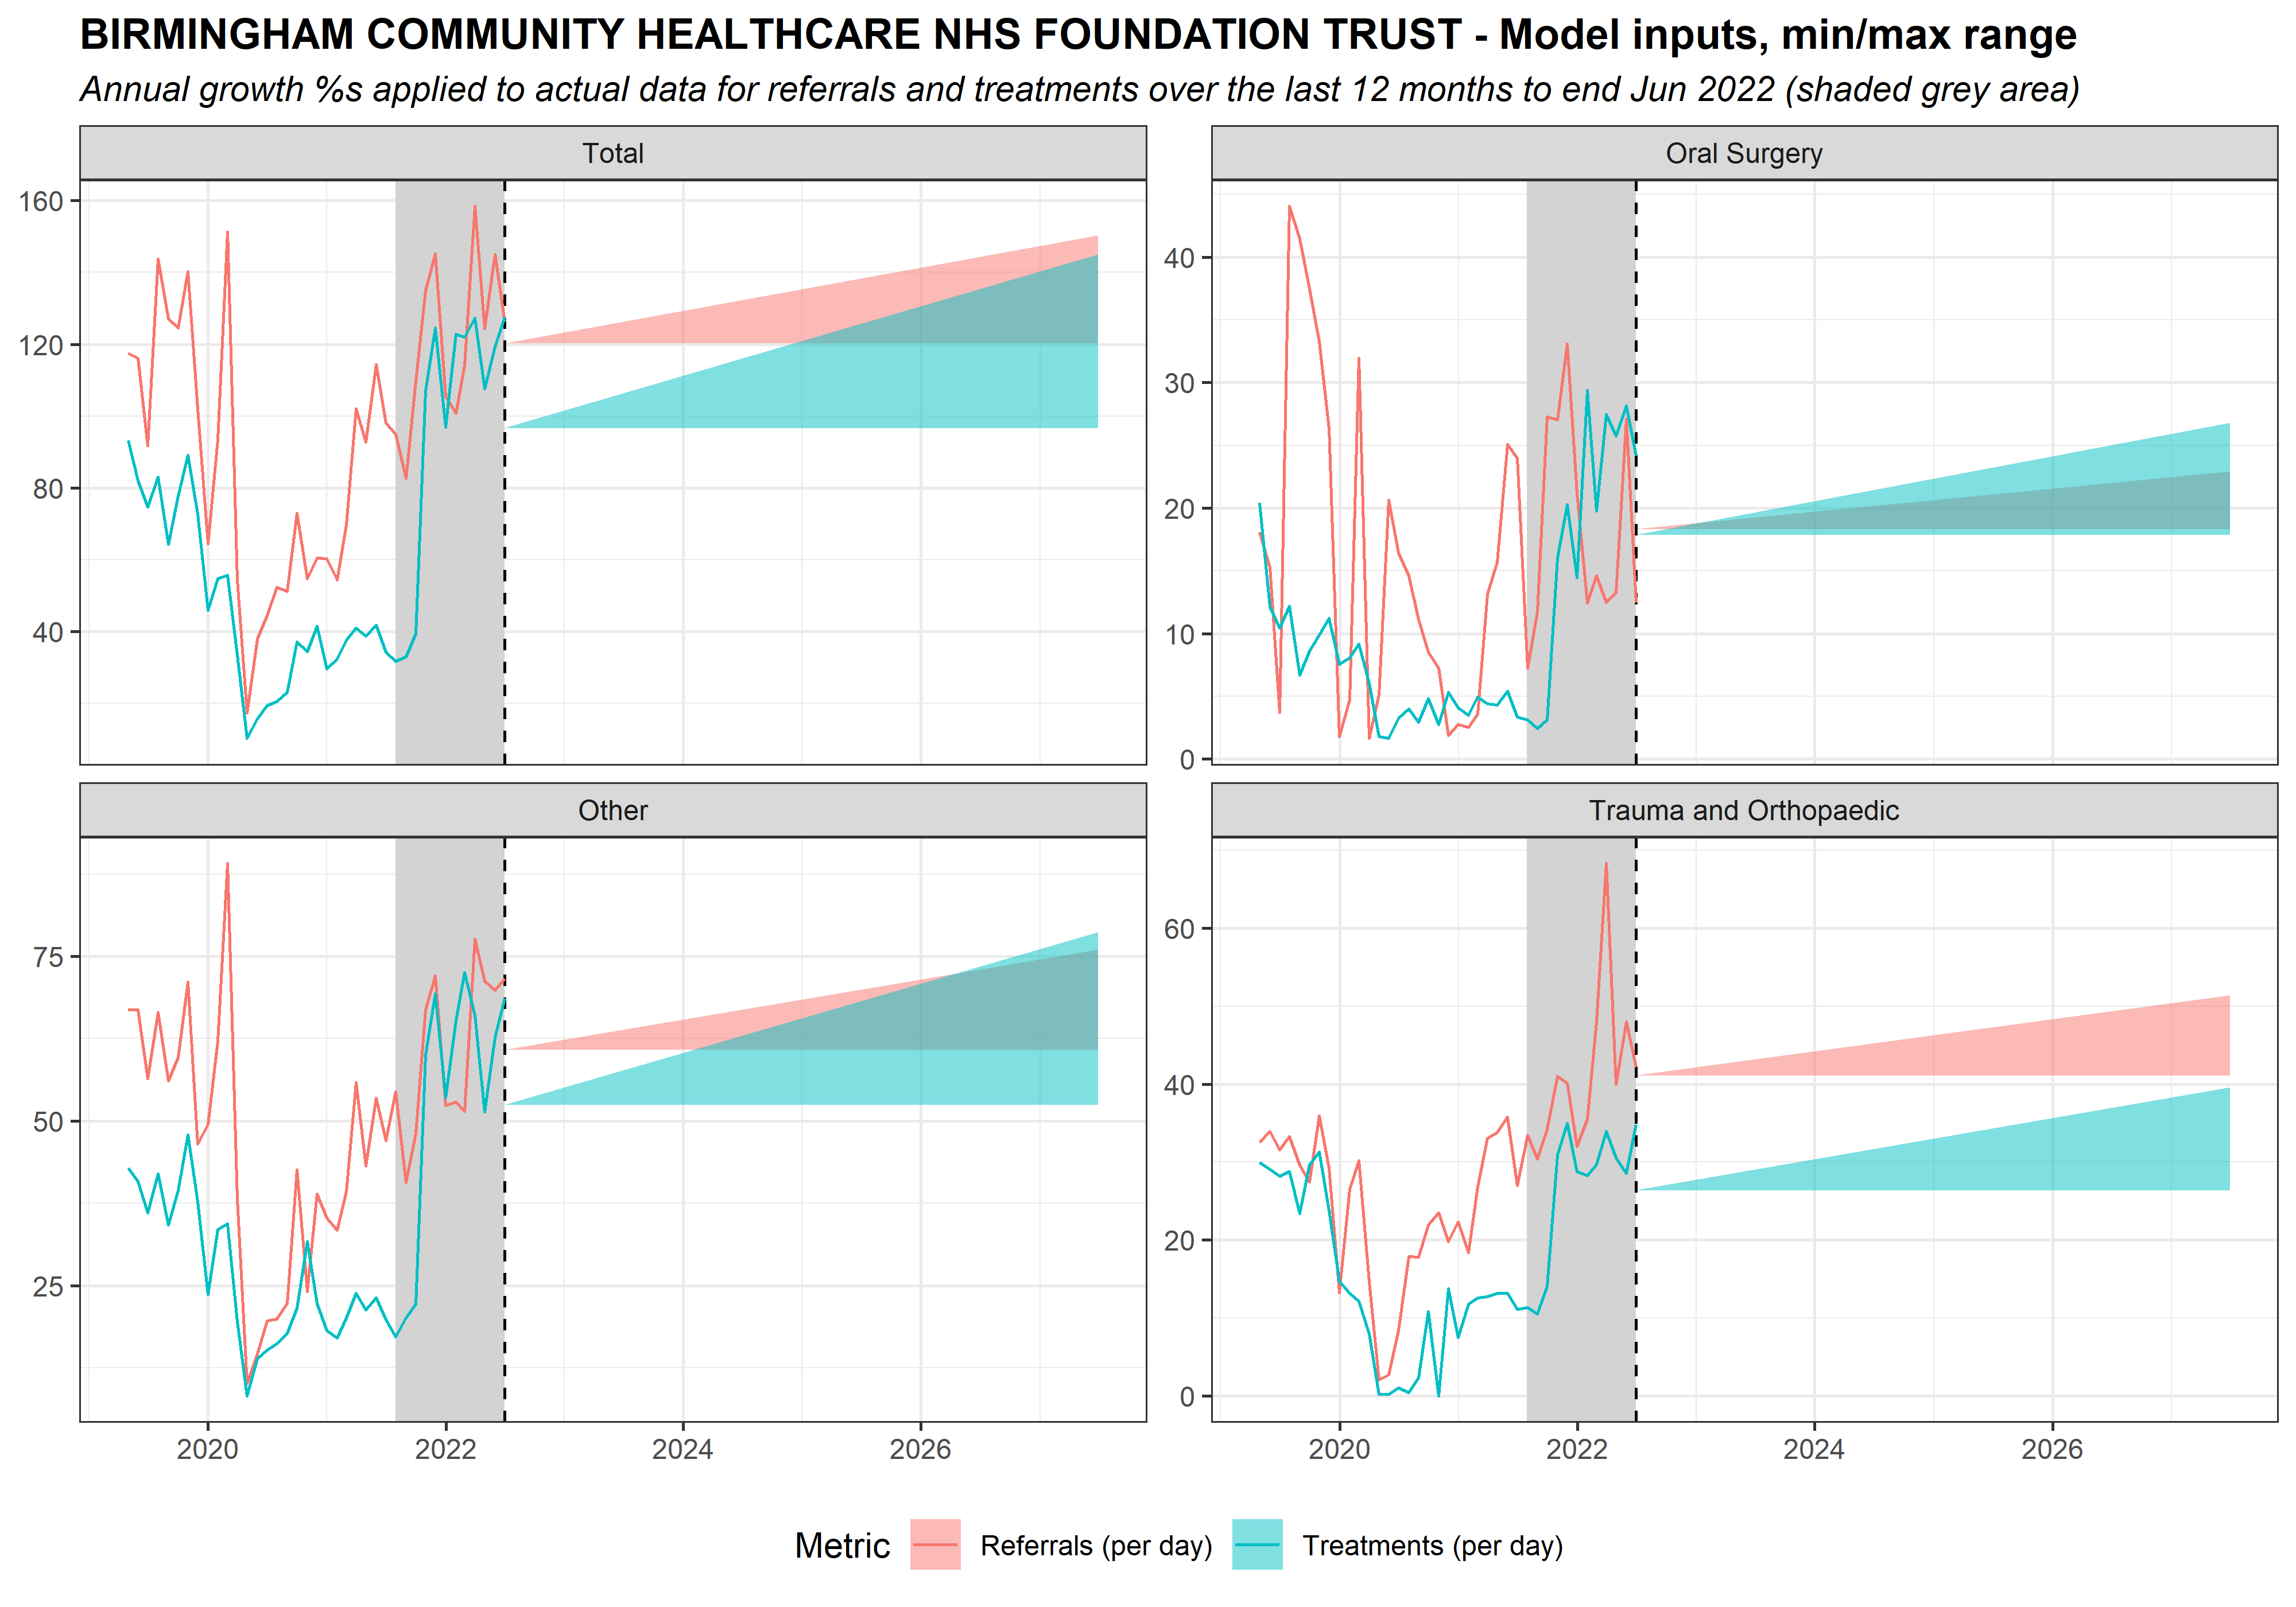 BIRMINGHAM COMMUNITY HEALTHCARE NHS FOUNDATION TRUST - Model inputs, min/max range
Annual growth %s applied to actual data for referrals and treatments over the last 12 months to end Jun 2022 (shaded grey area)
Total
160
120
80
40
Oral Surgery
40
30
20
10
0
Other
75
50
25
2020 2022 2024 2026
Trauma and Orthopaedic
60
40
20
0
2020 2022 2024 2026
Metric Referrals (per day) Treatments (per day)